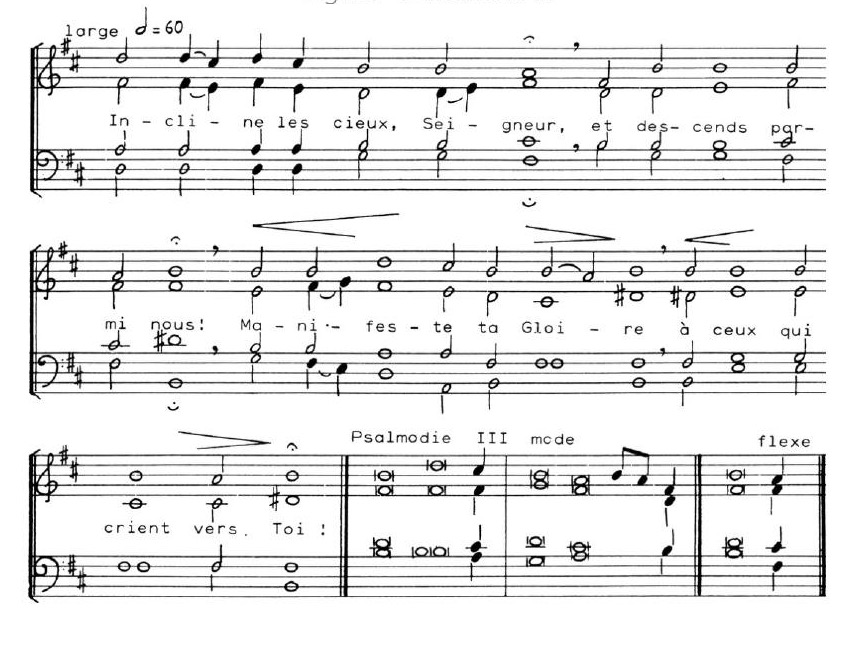 large 𝅗𝅥 = 60
In - cli - ne les cieux, Sei - gneur, et des- cends par-
mi nous! Ma - ni - fes - te ta Gloi - re à ceux qui
Psalmodie III mode
flexe
crient vers. Toi !